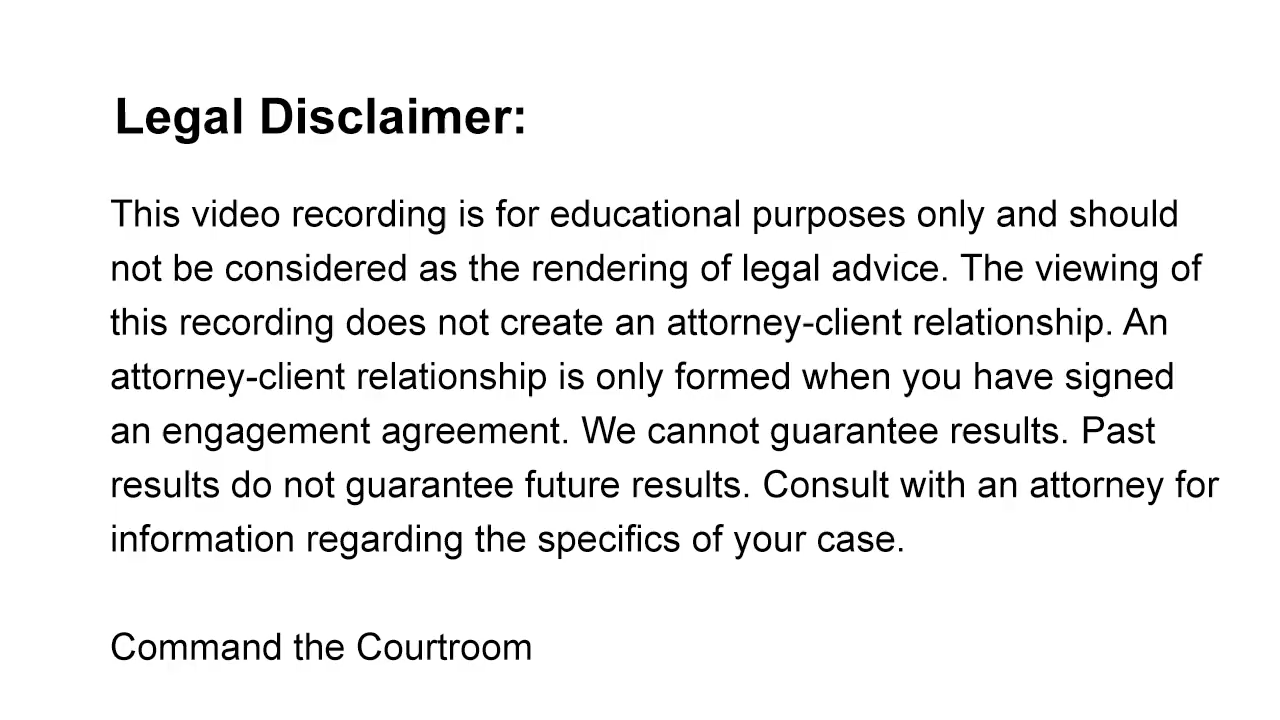 Legal Disclaimer:
This video recording is for educational purposes only and should
not be considered as the rendering of legal advice. The viewing of
this recording does not create an attorney-client relationship. An
attorney-client relationship is only formed when you have signed
an engagement agreement. We cannot guarantee results. Past
results do not guarantee future results. Consult with an attorney for
information regarding the specifics of your case.
Command the Courtroom